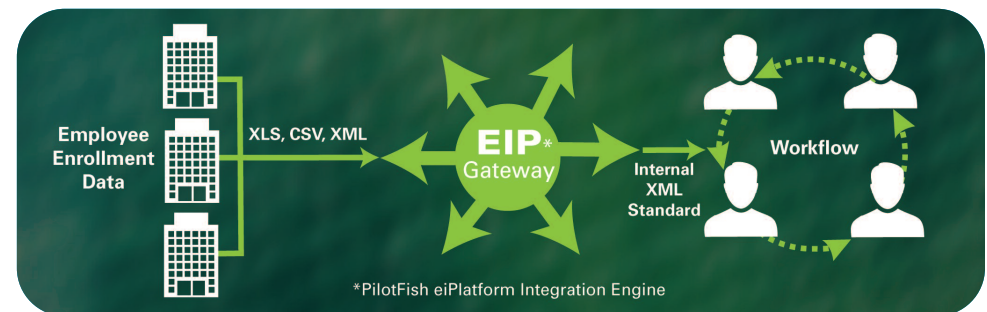 Employee
Enrollment
Data
XLS, CSV, XML
EIP*
Gateway
Internal
XML
Standard
Workflow
*PilotFish eiPlatform Integration Engine